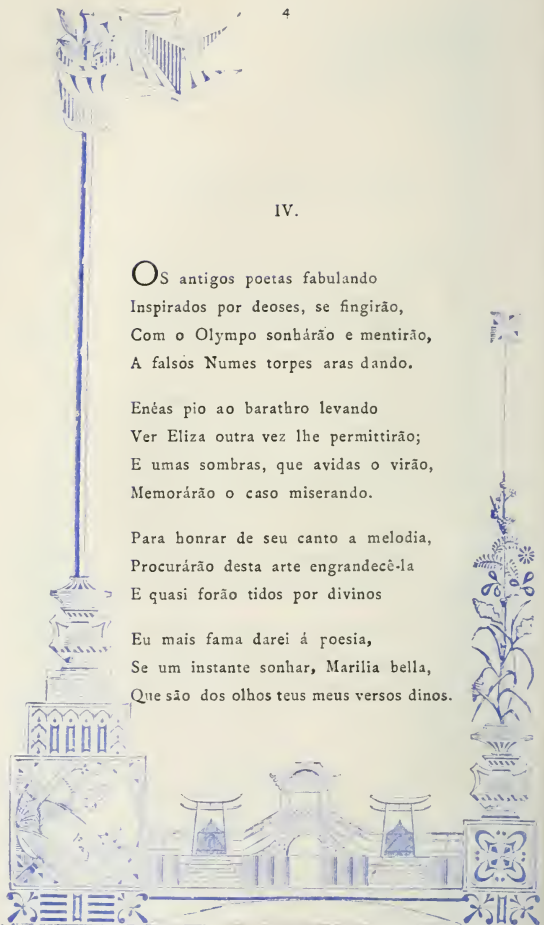 4
IV.
Os antigos poetas fabulando
Inspirados por deoses, se fingirão,
Com o Olympo sonhárão e mentirão,
A falsos Numes torpes aras dando.
Enéas pio ao barathro levando
Ver Eliza outra vez lhe permittirão;
E umas sombras, que avidas o virão,
Memorárão o caso miserando.
Para honrar de seu canto a melodia,
Procurárão desta arte engrandecê-la
E quasi forão tidos por divinos
Eu mais fama darei á poesia,
Se um instante sonhar, Marilia bella,
Que são dos olhos teus meus versos dinos.